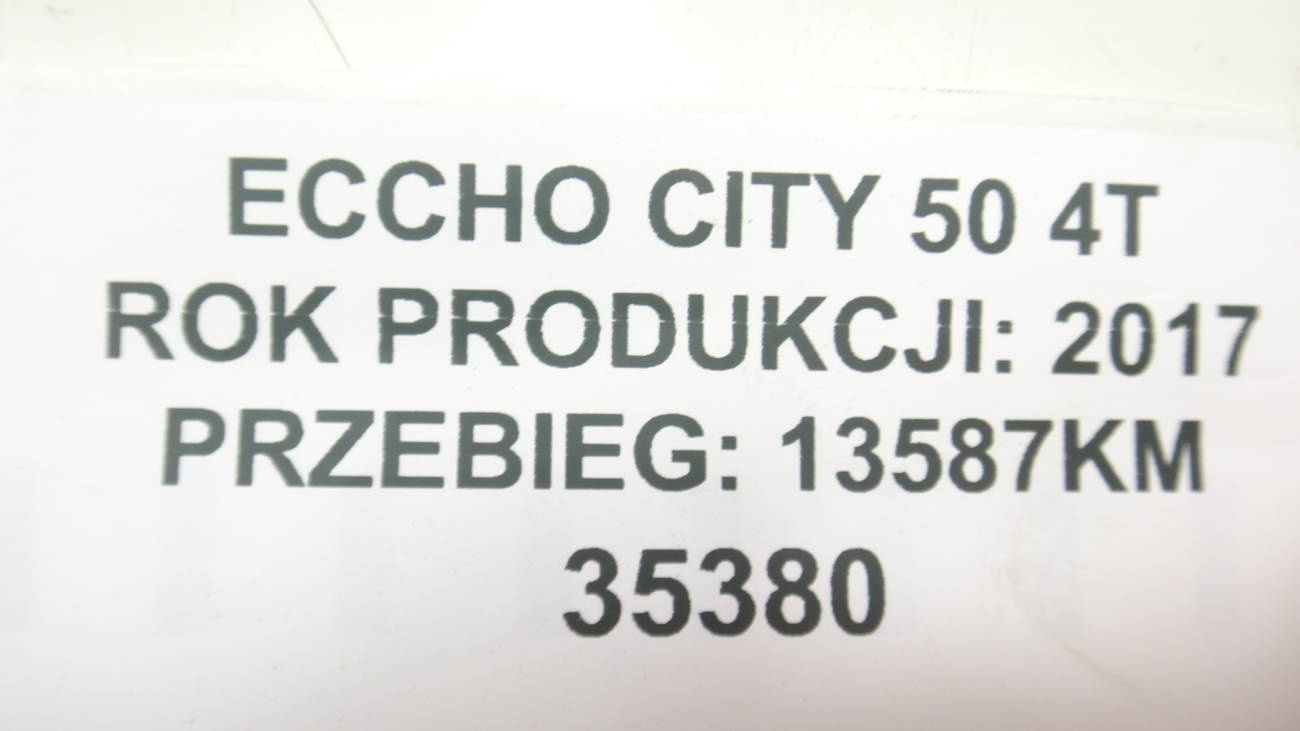 ECCHO CITY 50 4T
ROK PRODUKCJI: 2017
PRZEBIEG: 13587KM
35380